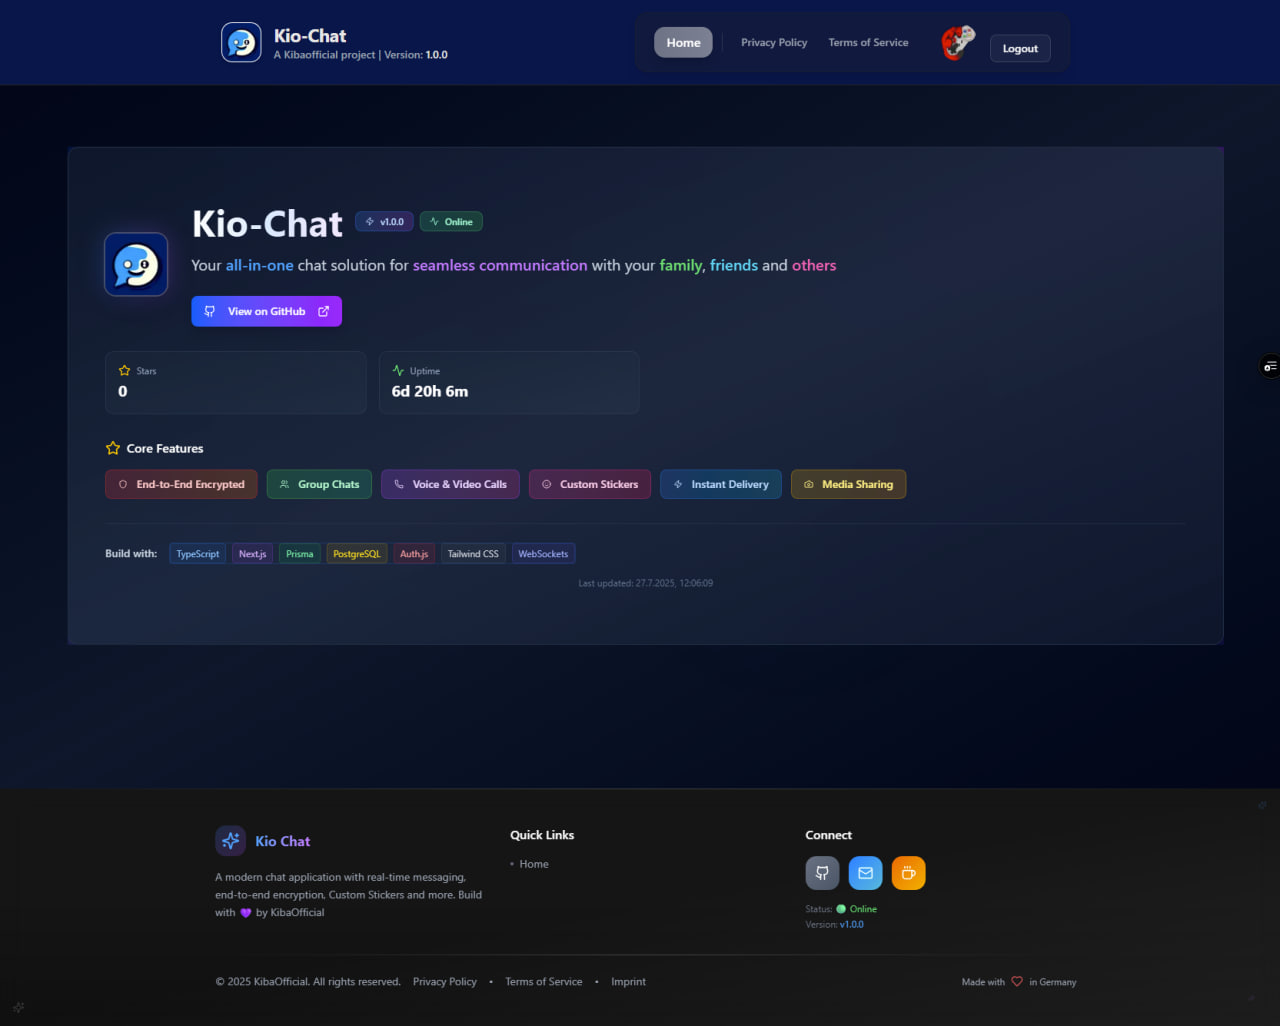 Kio-Chat
A Kibaofficial project | Version: 1.0.0
Home
Privacy Policy
Terms of Service
Logout
Kio-Chat
v1.0.0
Online
Your all-in-one chat solution for seamless communication with your family, friends and others
View on GitHub
Stars
0
Uptime
6d 20h 6m
Core Features
End-to-End Encrypted
Group Chats
Voice & Video Calls
Custom Stickers
Instant Delivery
Media Sharing
Build with:
TypeScript
Next.js
Prisma
PostgreSQL
Auth.js
Tailwind CSS
WebSockets
Last updated: 27.7.2025, 12:06:09
Kio Chat
A modern chat application with real-time messaging,
end-to-end encryption, Custom Stickers and more. Build
with 💜 by KibaOfficial
Quick Links
• Home
Connect
Status: Online
Version: v1.0.0
© 2025 KibaOfficial. All rights reserved.
Privacy Policy
•
Terms of Service
•
Imprint
Made with ♡ in Germany